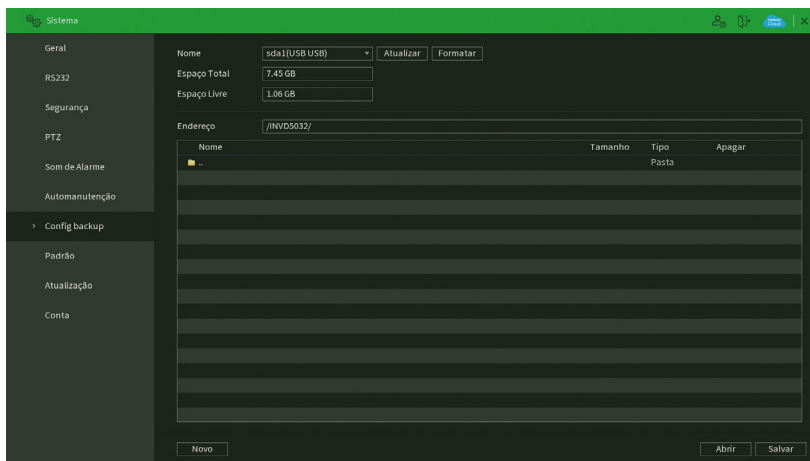 Sistema
Geral
RS232
Segurança
PTZ
Som de Alarme
Automanutenção
> Config backup
Padrão
Atualização
Conta
Nome sda1(USB USB) Atualizar Formatar
Espaço Total 7.45 GB
Espaço Livre 1.06 GB
Endereço /INVD5032/
Nome Tamanho Tipo Apagar
.. Pasta
Novo Abrir Salvar